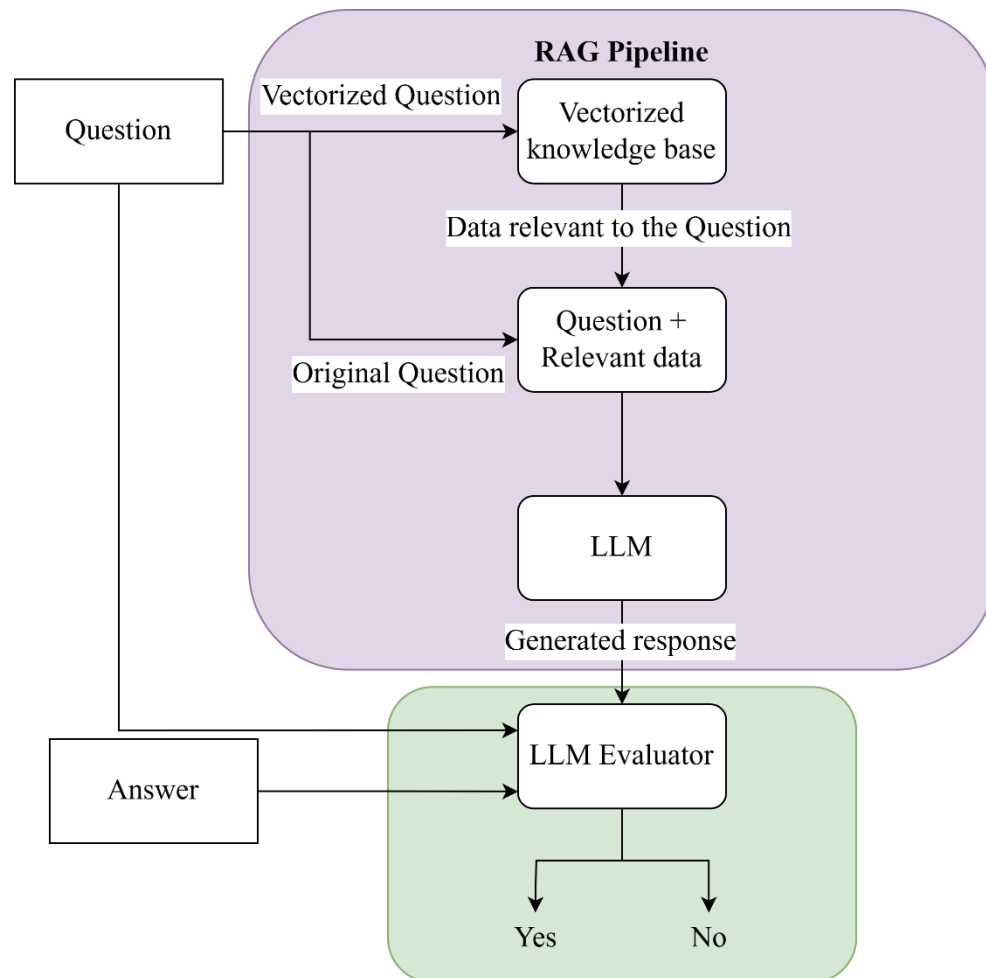 RAG Pipeline
Vectorized Question
Question
Vectorized
knowledge base
Data relevant to the Question
Question +
Relevant data
Original Question
LLM
Generated response
LLM Evaluator
Answer
Yes
No